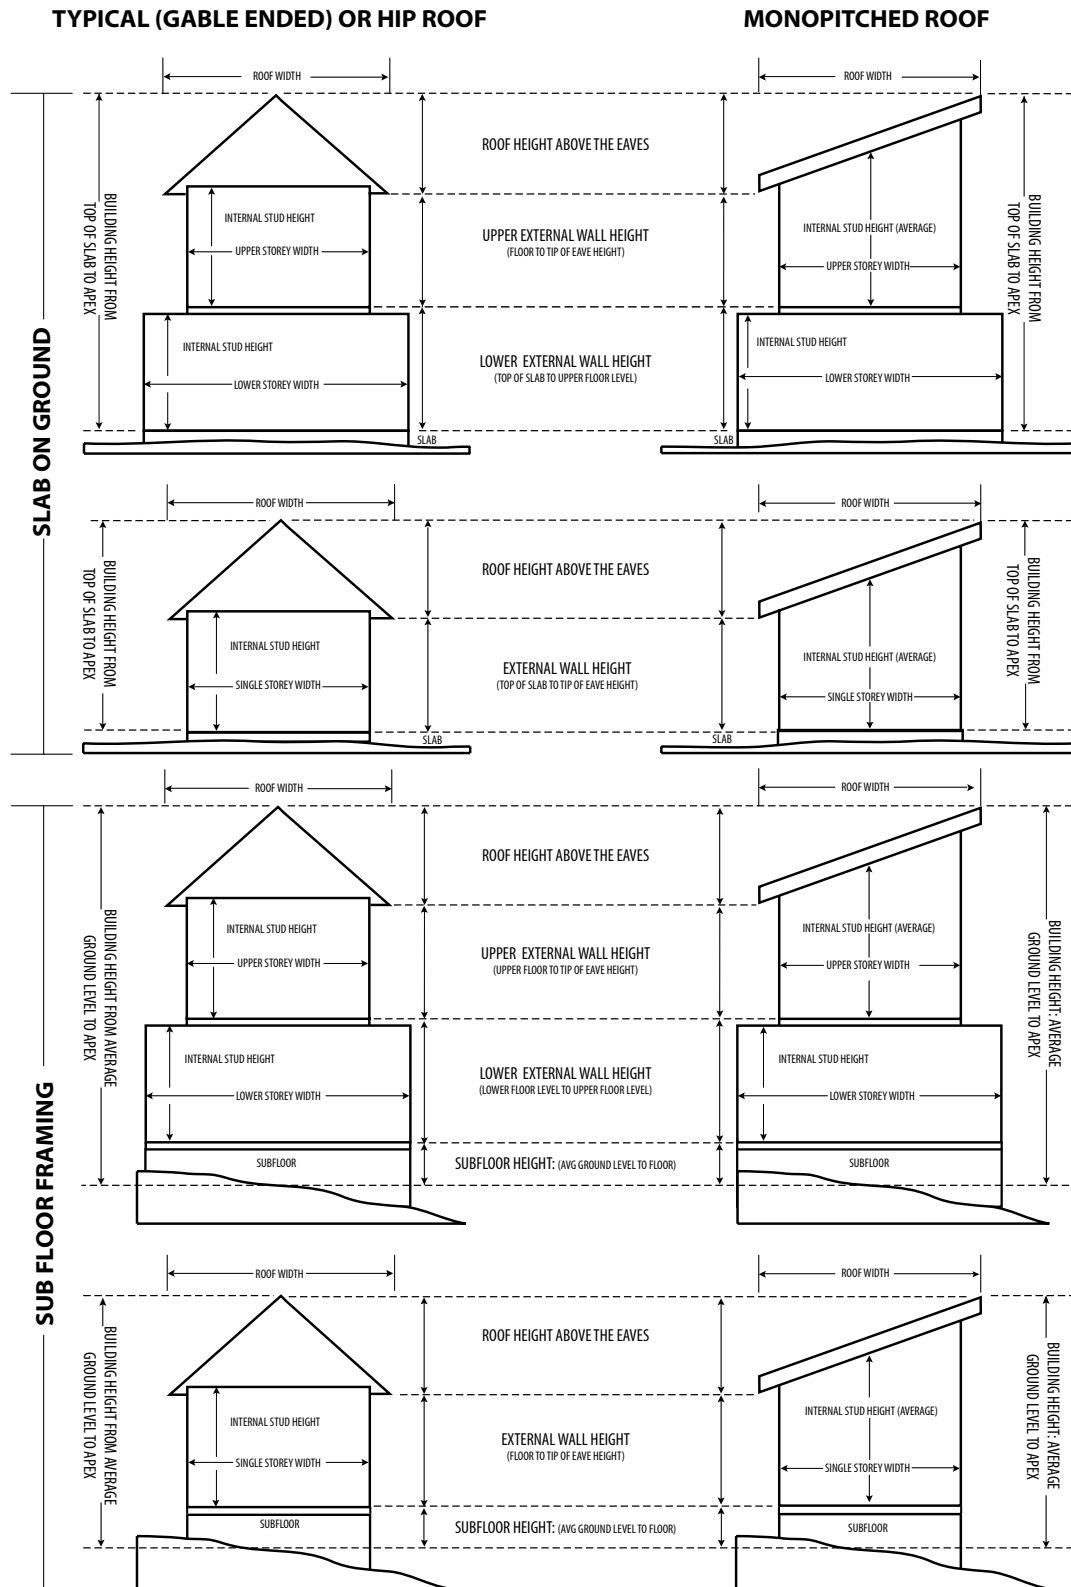 TYPICAL (GABLE ENDED) OR HIP ROOF
MONOPITCHED ROOF
SLAB ON GROUND
ROOF WIDTH
ROOF WIDTH
BUILDING HEIGHT FROM
TOP OF SLAB TO APEX
ROOF HEIGHT ABOVE THE EAVES
BUILDING HEIGHT FROM
TOP OF SLAB TO APEX
INTERNAL STUD HEIGHT
UPPER STOREY WIDTH
UPPER EXTERNAL WALL HEIGHT
(FLOOR TO TIP OF EAVE HEIGHT)
INTERNAL STUD HEIGHT (AVERAGE)
UPPER STOREY WIDTH
INTERNAL STUD HEIGHT
LOWER STOREY WIDTH
LOWER EXTERNAL WALL HEIGHT
(TOP OF SLAB TO UPPER FLOOR LEVEL)
INTERNAL STUD HEIGHT
LOWER STOREY WIDTH
SLAB
SLAB
ROOF WIDTH
ROOF WIDTH
BUILDING HEIGHT FROM
TOP OF SLAB TO APEX
ROOF HEIGHT ABOVE THE EAVES
BUILDING HEIGHT FROM
TOP OF SLAB TO APEX
INTERNAL STUD HEIGHT
SINGLE STOREY WIDTH
EXTERNAL WALL HEIGHT
(TOP OF SLAB TO TIP OF EAVE HEIGHT)
INTERNAL STUD HEIGHT (AVERAGE)
SINGLE STOREY WIDTH
SLAB
SLAB
SUB FLOOR FRAMING
ROOF WIDTH
ROOF WIDTH
BUILDING HEIGHT FROM AVERAGE
GROUND LEVEL TO APEX
ROOF HEIGHT ABOVE THE EAVES
BUILDING HEIGHT: AVERAGE
GROUND LEVEL TO APEX
INTERNAL STUD HEIGHT
UPPER STOREY WIDTH
UPPER EXTERNAL WALL HEIGHT
(UPPER FLOOR TO TIP OF EAVE HEIGHT)
INTERNAL STUD HEIGHT (AVERAGE)
UPPER STOREY WIDTH
INTERNAL STUD HEIGHT
LOWER STOREY WIDTH
LOWER EXTERNAL WALL HEIGHT
(LOWER FLOOR LEVEL TO UPPER FLOOR LEVEL)
INTERNAL STUD HEIGHT
LOWER STOREY WIDTH
SUBFLOOR
SUBFLOOR HEIGHT: (AVG GROUND LEVEL TO FLOOR)
SUBFLOOR
ROOF WIDTH
ROOF WIDTH
BUILDING HEIGHT FROM AVERAGE
GROUND LEVEL TO APEX
ROOF HEIGHT ABOVE THE EAVES
BUILDING HEIGHT: AVERAGE
GROUND LEVEL TO APEX
INTERNAL STUD HEIGHT
SINGLE STOREY WIDTH
EXTERNAL WALL HEIGHT
(FLOOR TO TIP OF EAVE HEIGHT)
INTERNAL STUD HEIGHT (AVERAGE)
SINGLE STOREY WIDTH
SUBFLOOR
SUBFLOOR HEIGHT: (AVG GROUND LEVEL TO FLOOR)
SUBFLOOR